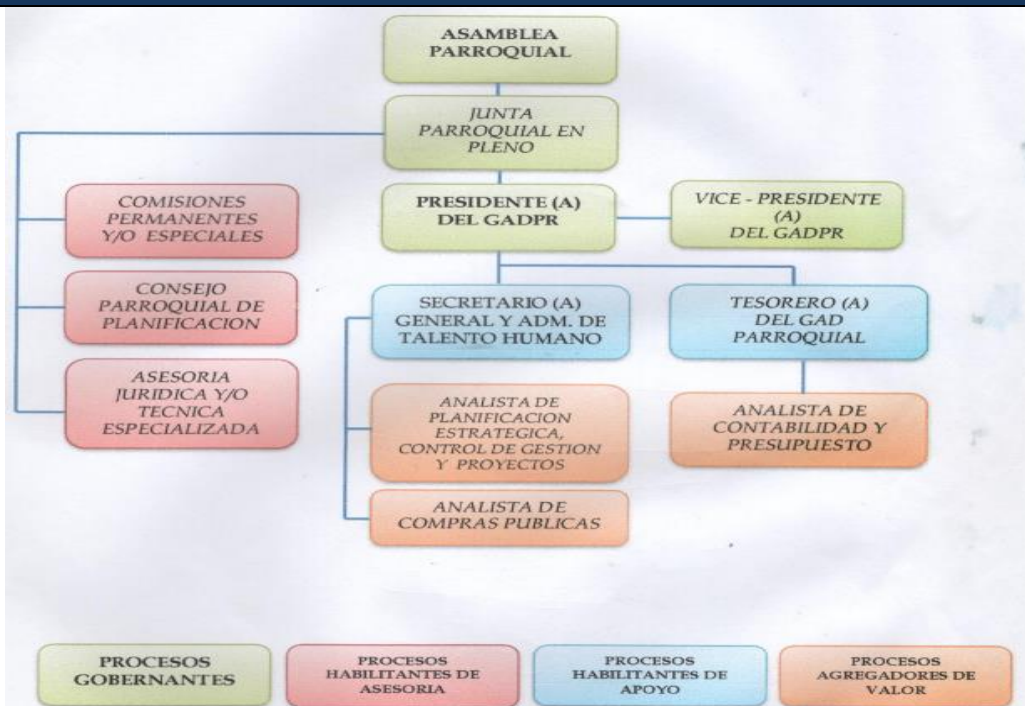 ASAMBLEA
PARROQUIAL
JUNTA
PARROQUIAL EN
PLENO
COMISIONES
PERMANENTES
Y/O ESPECIALES
PRESIDENTE (A)
DEL GADPR
VICE - PRESIDENTE
(A)
DEL GADPR
CONSEJO
PARROQUIAL DE
PLANIFICACION
SECRETARIO (A)
GENERAL Y ADM. DE
TALENTO HUMANO
TESORERO (A)
DEL GAD
PARROQUIAL
ASESORIA
JURIDICA Y/O
TECNICA
ESPECIALIZADA
ANALISTA DE
PLANIFICACION
ESTRATEGICA,
CONTROL DE GESTION
Y PROYECTOS
ANALISTA DE
CONTABILIDAD Y
PRESUPUESTO
ANALISTA DE
COMPRAS PUBLICAS
PROCESOS
GOBERNANTES
PROCESOS
HABILITANTES DE
ASESORIA
PROCESOS
HABILITANTES DE
APOYO
PROCESOS
AGREGADORES DE
VALOR